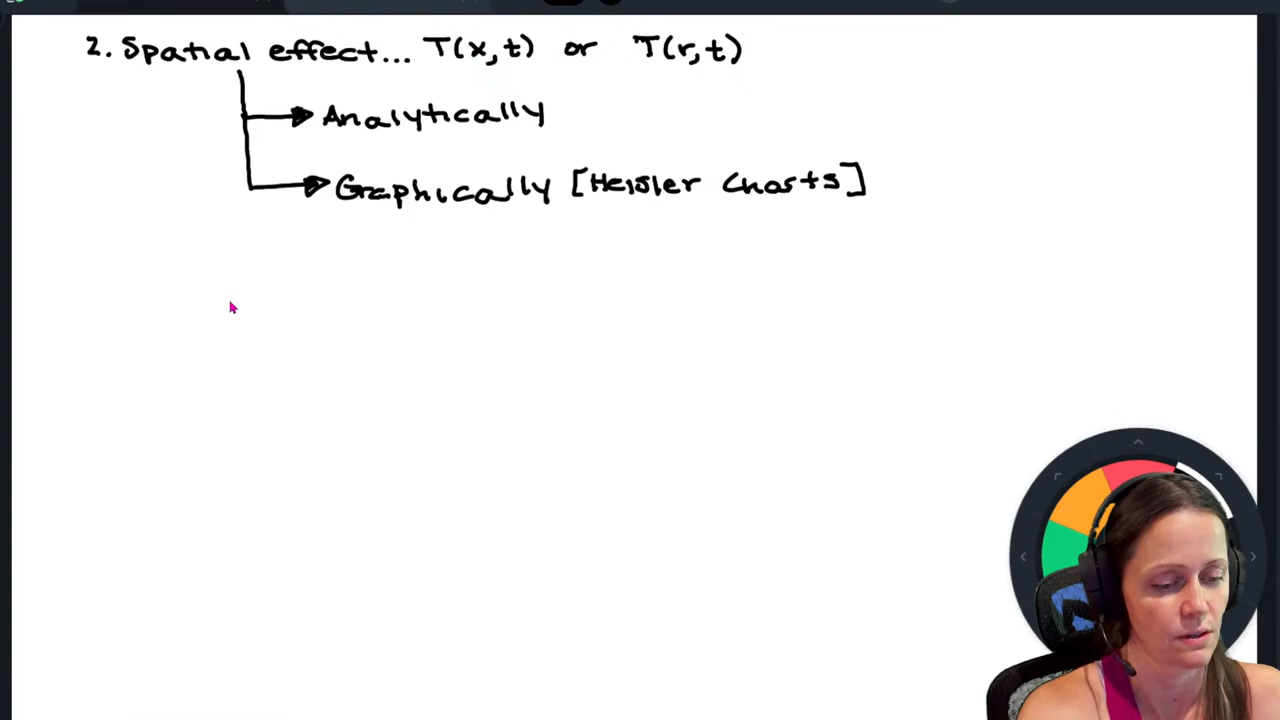 2. Spatial effect... T(x,t) or T(r,t)
Analytically
Graphically [Heisler Charts]